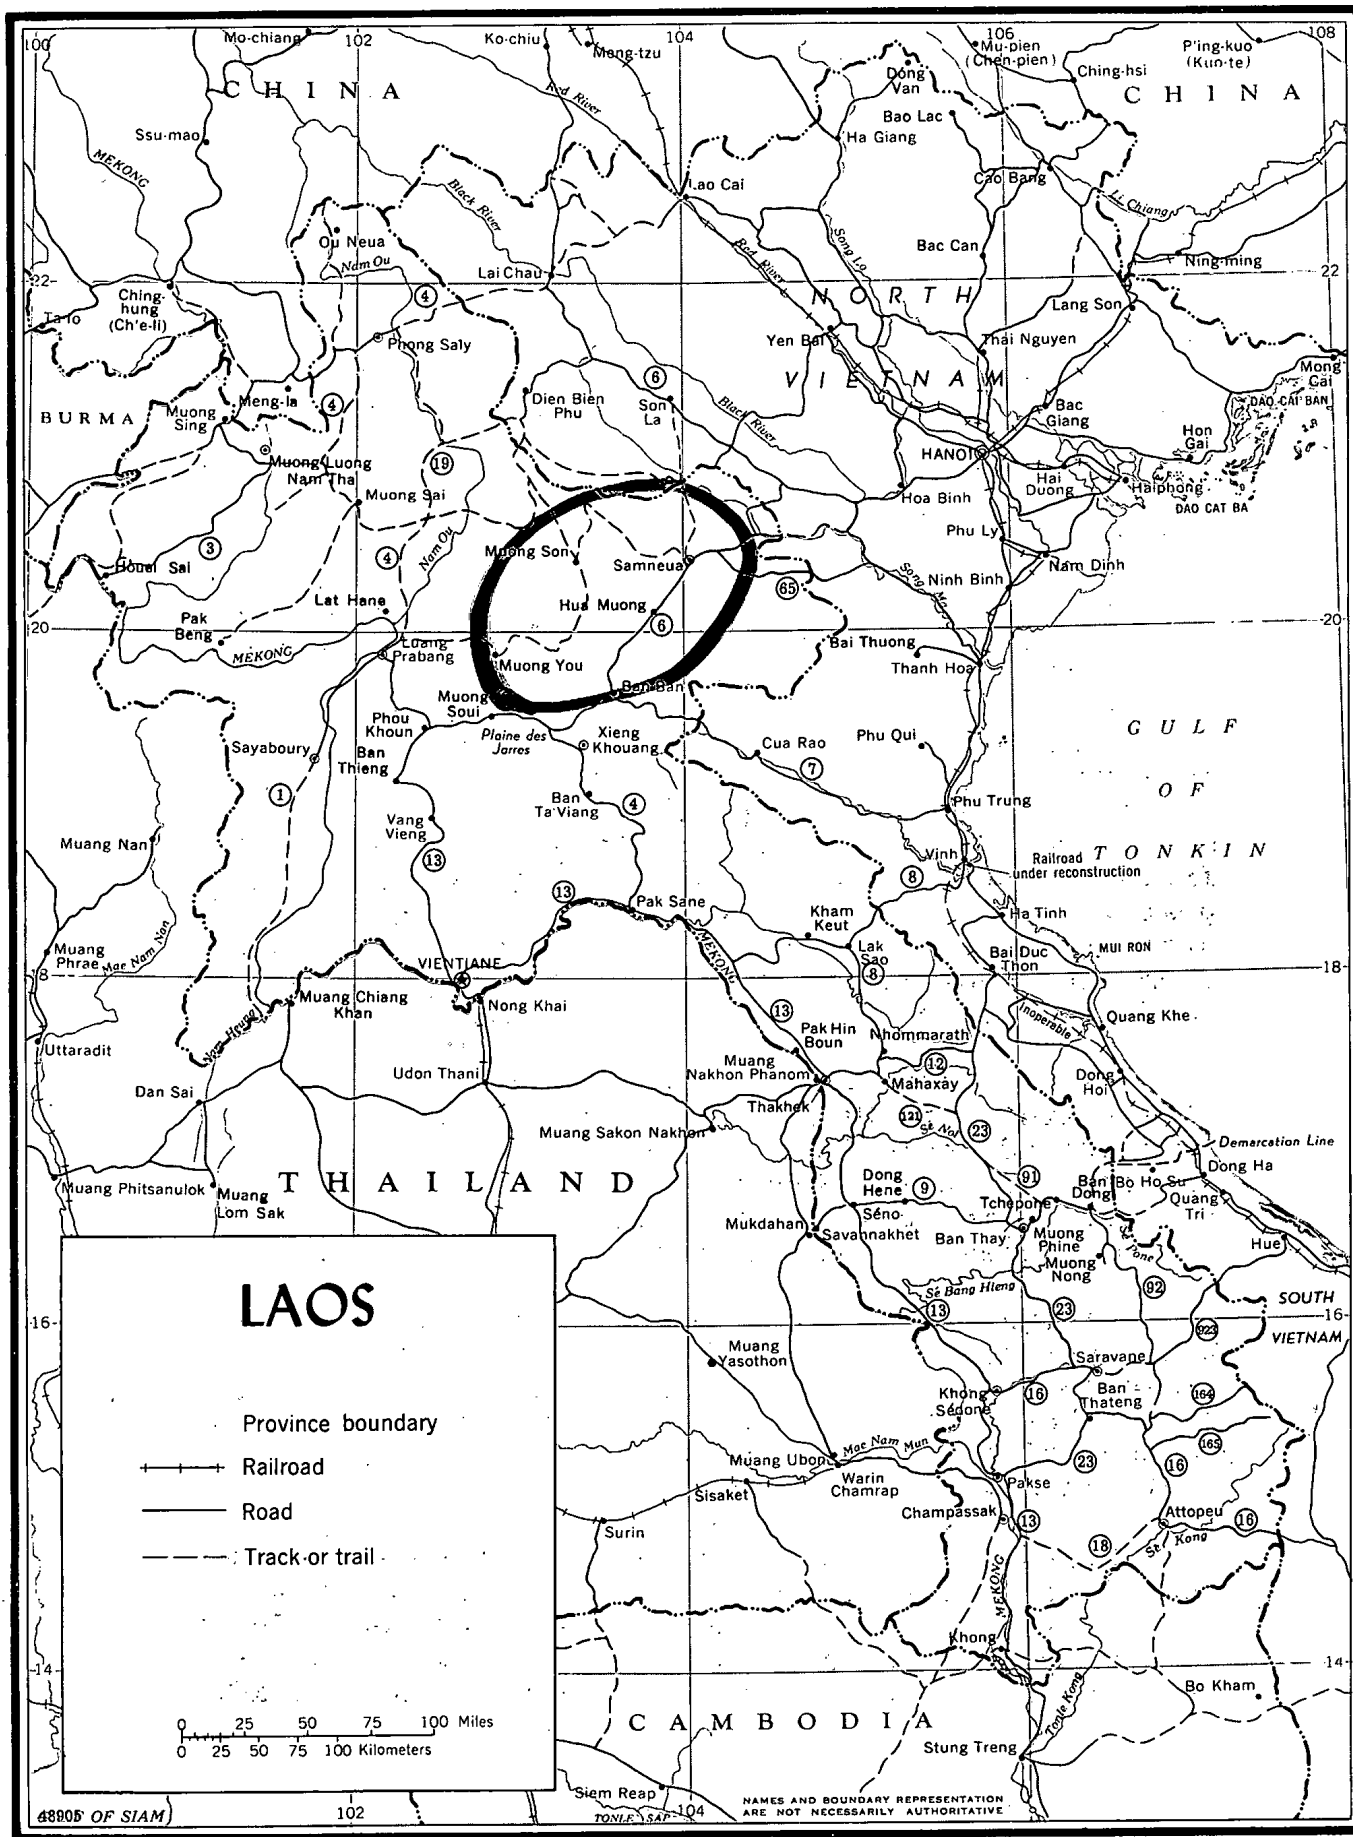 100
Mo-chiang
102
Ko-chiu
Meng-tzu
104
106
Mu-pien
(Chen-pien)
P'ing-kuo
(Kun-te)
108
CHINA
Red River
Dong
Van
Ching-hsi
CHINA
Bao Lac
Ssu-mao
Ha Giang
MEKONG
Cao Bang
Black River
Lao Cai
Li Chiang
Ou Neua
Song Lo
Bac Can
Nam Ou
Red River
Lai Chau
Ning-ming
22
22
Ching-
hung
(Ch'e-li)
4
NORTH
Lang Son
Ta-lo
Phong Saly
Yen Bai
Thai Nguyen
Mong
Cai
6
VIETNAM
Meng-la
4
Dien Bien
Phu
Son
La
Black River
Bac
Giang
DAO CAI BAN
BURMA
Muong
Sing
Hon
Gai
HANOI
Muong Luong
Nam Tha
19
Hai
Duong
Haiphong
Muong Sai
Hoa Binh
DAO CAT BA
Phu Ly
3
4
Nam Ou
Muong Son
Samneua
Houei Sai
Song Ma
Ninh Binh
Nam Dinh
65
Lat Hane
Hua Muong
Pak
Beng
20
6
20
MEKONG
Luang
Prabang
Bai Thuong
Thanh Hoa
Muong You
Ban Ban
Muong
Soui
GULF
Phou
Khoun
Plaine des
Jarres
Xieng
Khouang
Cua Rao
Phu Qui
Sayaboury
Ban
Thieng
7
OF
1
Ban
Ta Viang
4
Phu Trung
Vang
Vieng
Muang Nan
13
Vinh
Railroad
under reconstruction
TONKIN
8
13
Pak Sane
Kham
Keut
Ha Tinh
Muang
Phrae
Mae Nam Nan
MEKONG
Lak
Sao
Bai Duc
Thon
MUI RON
VIENTIANE
18
8
18
Muang Chiang
Khan
Nong Khai
13
Inoperable
Quang Khe
Nam Heung
Pak Hin
Boun
Nhommarath
Uttaradit
Muang
Nakhon Phanom
12
Udon Thani
Mahaxay
Dong
Hoi
Dan Sai
Thakhek
121
Se Noi
23
Muang Sakon Nakhon
Demarcation Line
THAILAND
Dong Ha
Muang Phitsanulok
Muang
Lom Sak
Dong
Hene
9
91
Ban
Dong
Bo Ho Su
Tchepone
Quang
Tri
Mukdahan
Séno
Savannakhet
Ban Thay
Muong
Phine
Se Pone
Hue
Muong
Nong
LAOS
Se Bang Hieng
92
13
23
SOUTH
16
923
VIETNAM
Muang
Yasothon
Saravane
Province boundary
Khong
Sedone
16
Ban
Thateng
164
165
Railroad
Muang Ubon
Mae Nam Mun
23
16
Warin
Chamrap
Pakse
Sisaket
Road
Champassak
13
Attopeu
16
Surin
18
Se Kong
Track or trail
MEKONG
Khong
14
14
Bo Kham
0 25 50 75 100 Miles
0 25 50 75 100 Kilometers
CAMBODIA
Tonle Kong
Stung Treng
Siem Reap
NAMES AND BOUNDARY REPRESENTATION
ARE NOT NECESSARILY AUTHORITATIVE
48905 OF SIAM)
102
TONLE SAP
104